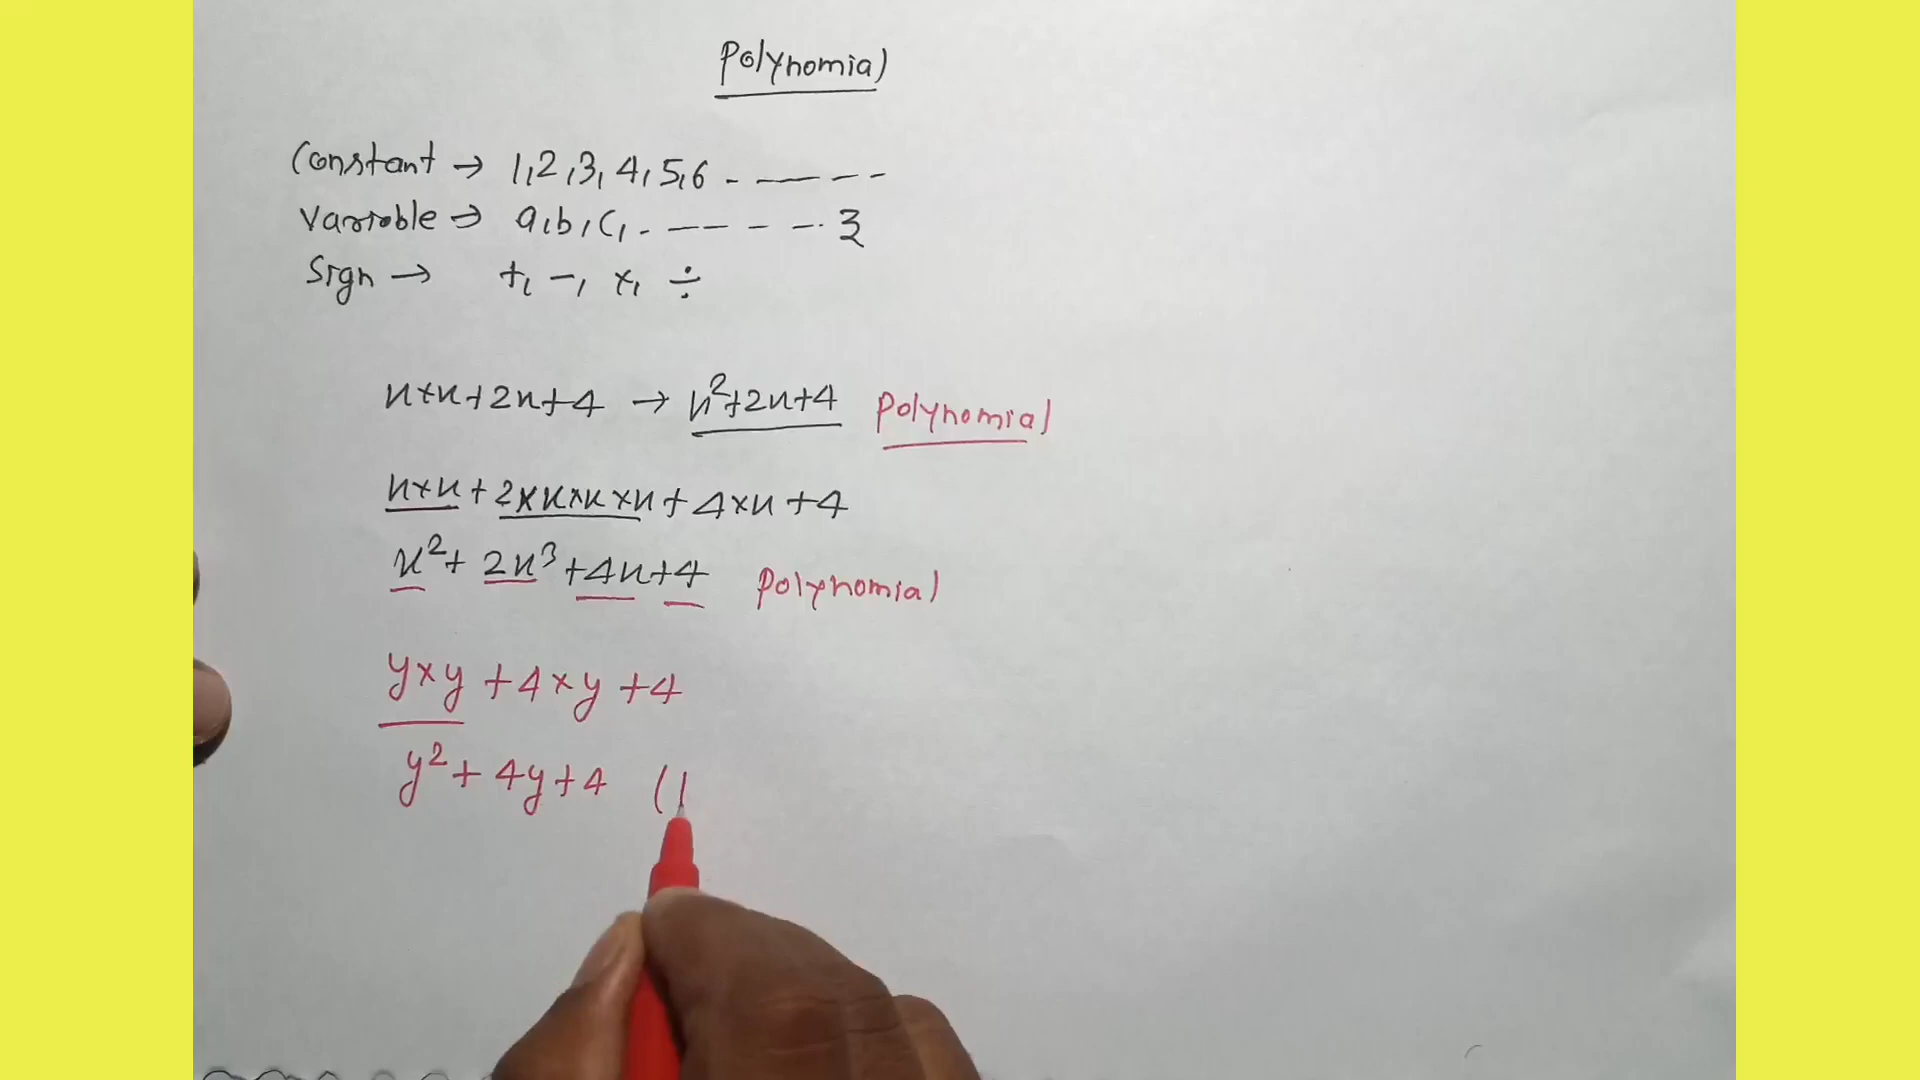 Polynomial
Constant → 1,2,3,4,5,6 - - - - -
Variable → a,b,c, - - - - - - z
Sign → +, -, ×, ÷
x×x+2x+4 → x²+2x+4 Polynomial
x×x + 2×x×x×x + 4×x + 4
x² + 2x³ + 4x + 4 Polynomial
y×y + 4×y + 4
y² + 4y + 4 (